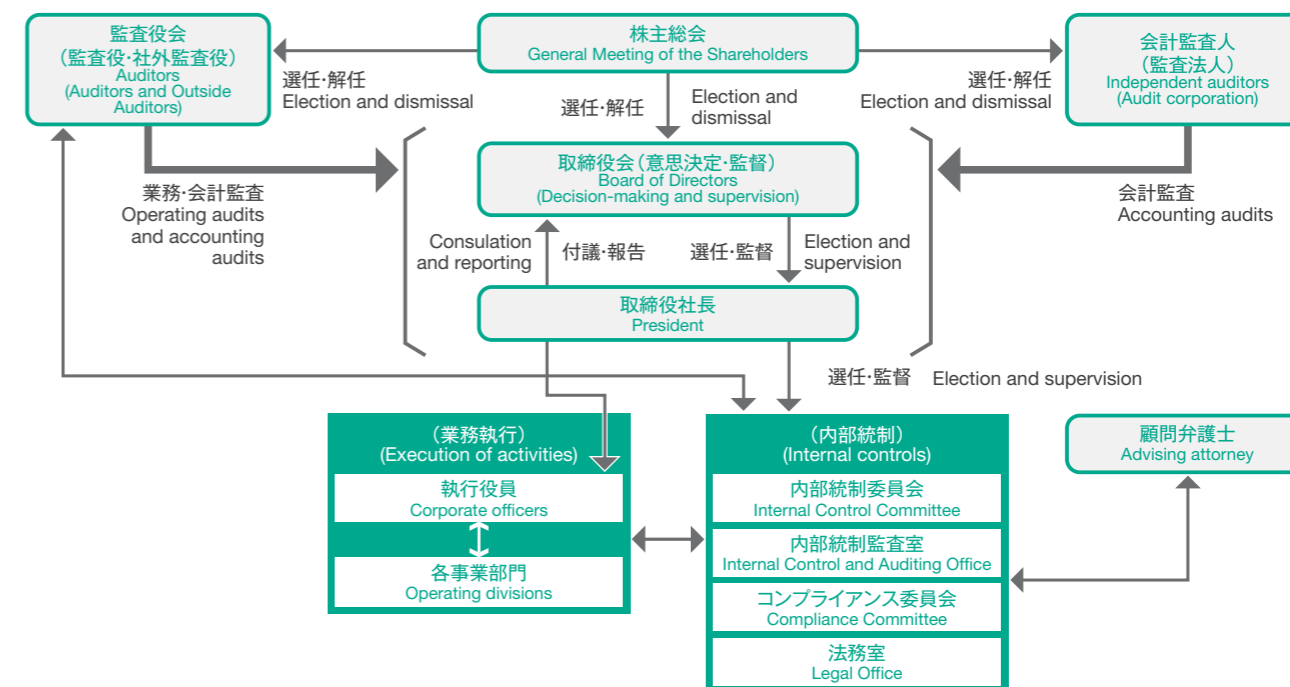 監査役会
（監査役・社外監査役）
Auditors
(Auditors and Outside
Auditors)
株主総会
General Meeting of the Shareholders
会計監査人
（監査法人）
Independent auditors
(Audit corporation)
選任・解任
Election and dismissal
選任・解任
Election and
dismissal
選任・解任
Election and dismissal
取締役会（意思決定・監督）
Board of Directors
(Decision-making and supervision)
業務・会計監査
Operating audits
and accounting
audits
会計監査
Accounting audits
Consulation
and reporting
付議・報告
選任・監督
Election and
supervision
取締役社長
President
選任・監督
Election and supervision
（業務執行）
(Execution of activities)
執行役員
Corporate officers
各事業部門
Operating divisions
（内部統制）
(Internal controls)
内部統制委員会
Internal Control Committee
内部統制監査室
Internal Control and Auditing Office
コンプライアンス委員会
Compliance Committee
法務室
Legal Office
顧問弁護士
Advising attorney